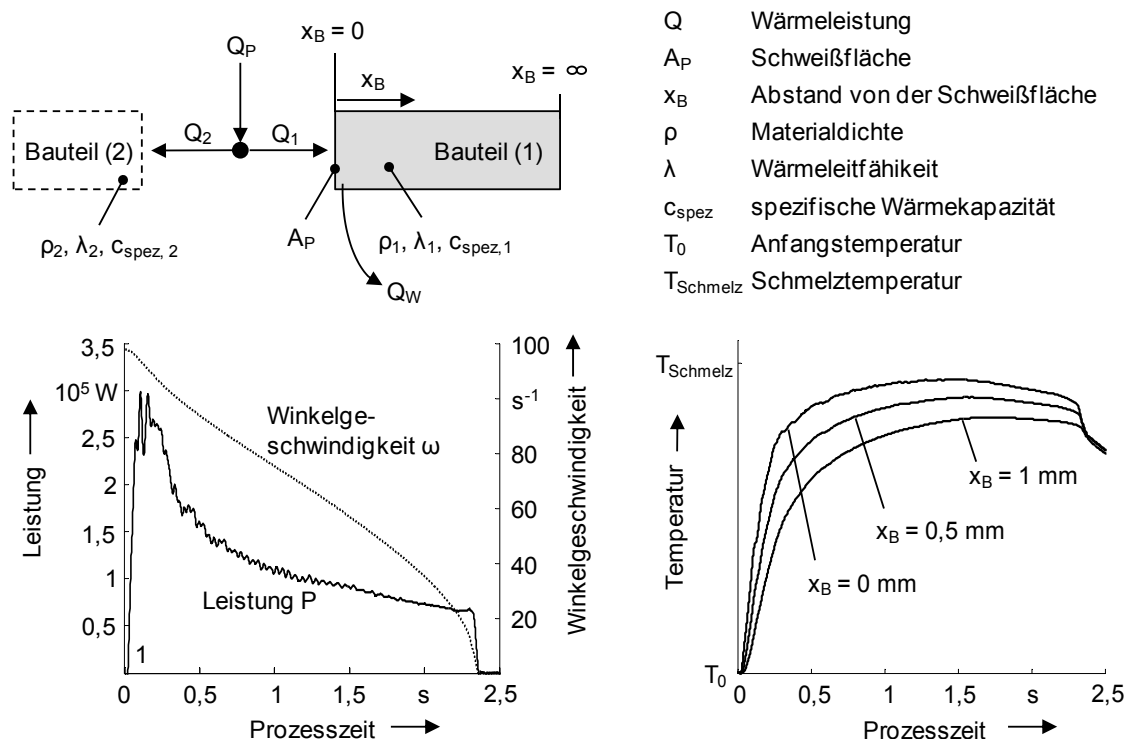 x_B = 0
x_B = ∞
Q_P
x_B
Q_2
Q_1
Bauteil (2)
Bauteil (1)
ρ_2, λ_2, c_spez, 2
A_P
ρ_1, λ_1, c_spez,1
Q_W
Q Wärmeleistung
A_P Schweißfläche
x_B Abstand von der Schweißfläche
ρ Materialdichte
λ Wärmeleitfähikeit
c_spez spezifische Wärmekapazität
T_0 Anfangstemperatur
T_Schmelz Schmelztemperatur
3,5
10^5 W
2,5
2
1,5
1
0,5
Leistung
Winkelge-
schwindigkeit ω
Leistung P
1
100
s^-1
80
60
40
20
Winkelgeschwindigkeit
0
0,5
1
1,5
s
2,5
Prozesszeit
T_Schmelz
Temperatur
T_0
x_B = 1 mm
x_B = 0,5 mm
x_B = 0 mm
0
0,5
1
1,5
s
2,5
Prozesszeit